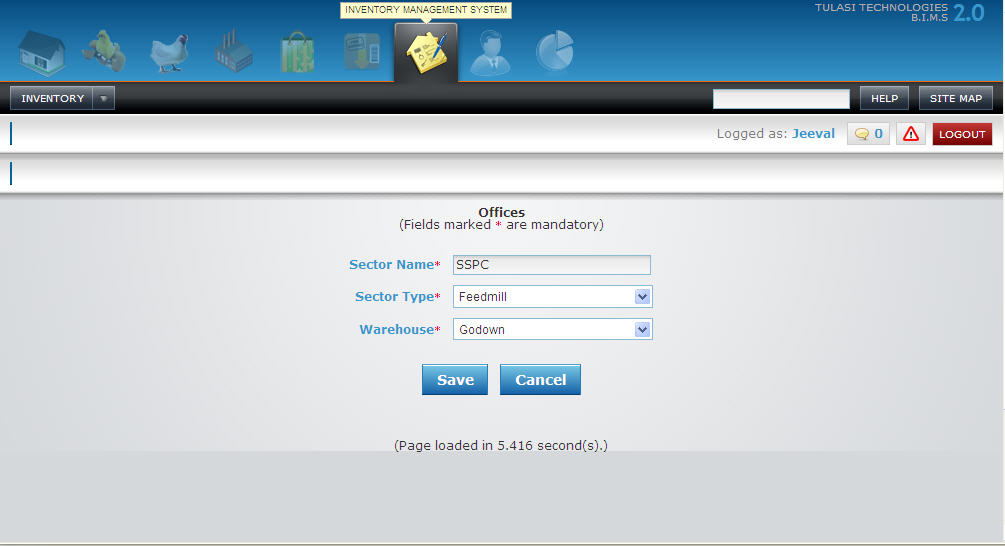 INVENTORY MANAGEMENT SYSTEM
TULASI TECHNOLOGIES
B.I.M.S
2.0
INVENTORY
HELP
SITE MAP
Logged as: Jeeval
0
LOGOUT
Offices
(Fields marked * are mandatory)
Sector Name* SSPC
Sector Type* Feedmill
Warehouse* Godown
Save Cancel
(Page loaded in 5.416 second(s).)